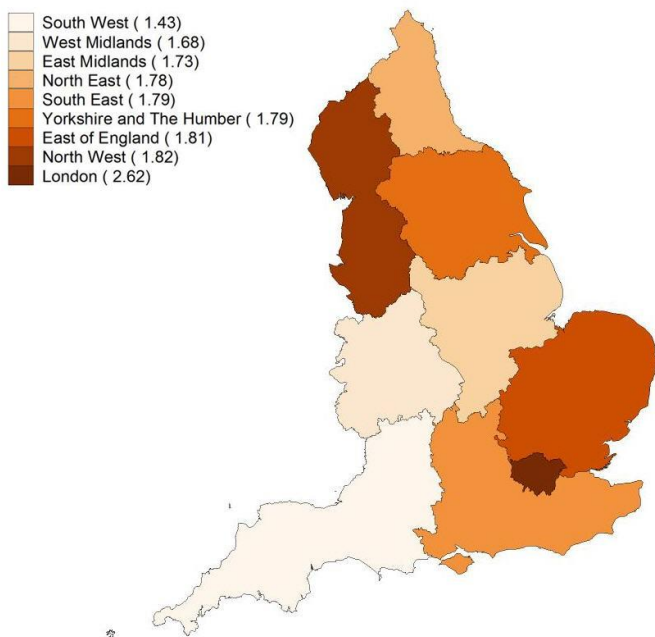 South West ( 1.43)
West Midlands ( 1.68)
East Midlands ( 1.73)
North East ( 1.78)
South East ( 1.79)
Yorkshire and The Humber ( 1.79)
East of England ( 1.81)
North West ( 1.82)
London ( 2.62)